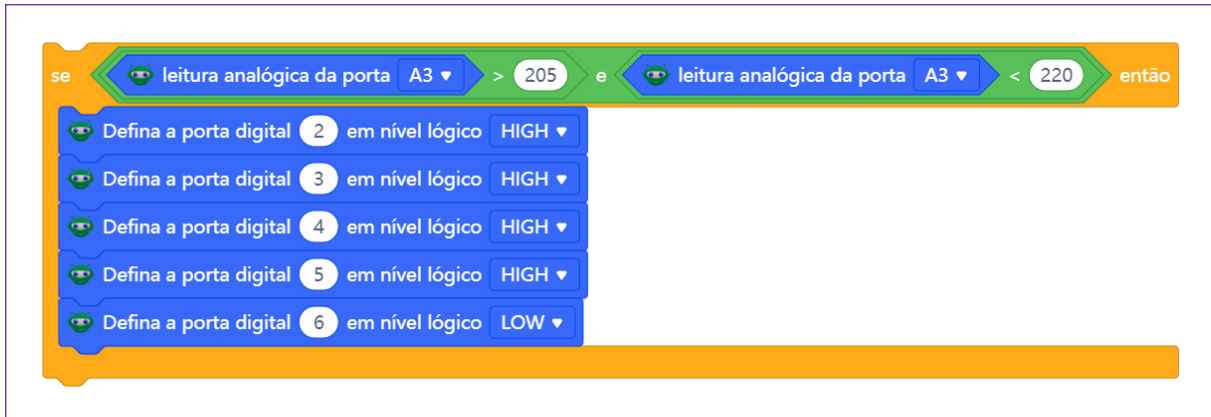 se leitura analógica da porta A3 > 205 e leitura analógica da porta A3 < 220 então
Defina a porta digital 2 em nível lógico HIGH
Defina a porta digital 3 em nível lógico HIGH
Defina a porta digital 4 em nível lógico HIGH
Defina a porta digital 5 em nível lógico HIGH
Defina a porta digital 6 em nível lógico LOW